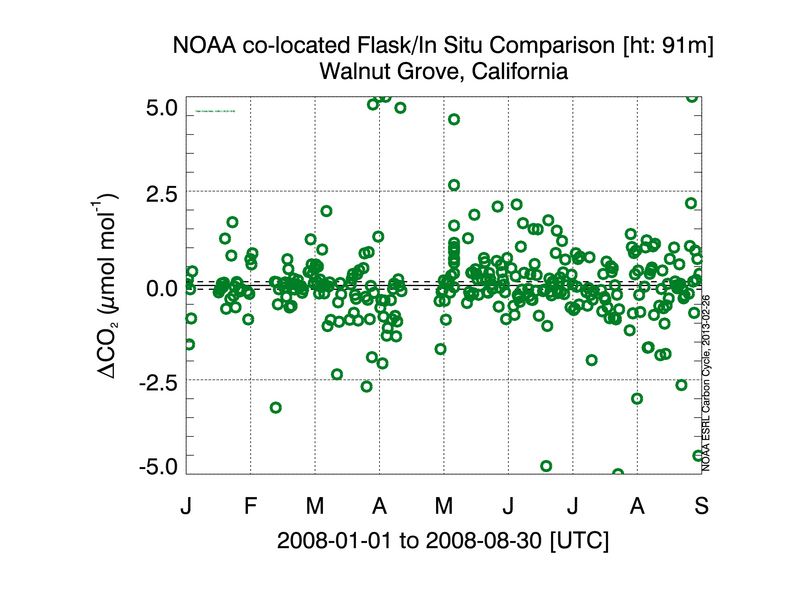 NOAA co-located Flask/In Situ Comparison [ht: 91m]
Walnut Grove, California
5.0
2.5
0.0
-2.5
-5.0
ΔCO₂ (μmol mol⁻¹)
J F M A M J J A S
2008-01-01 to 2008-08-30 [UTC]
NOAA ESRL Carbon Cycle, 2013-02-26